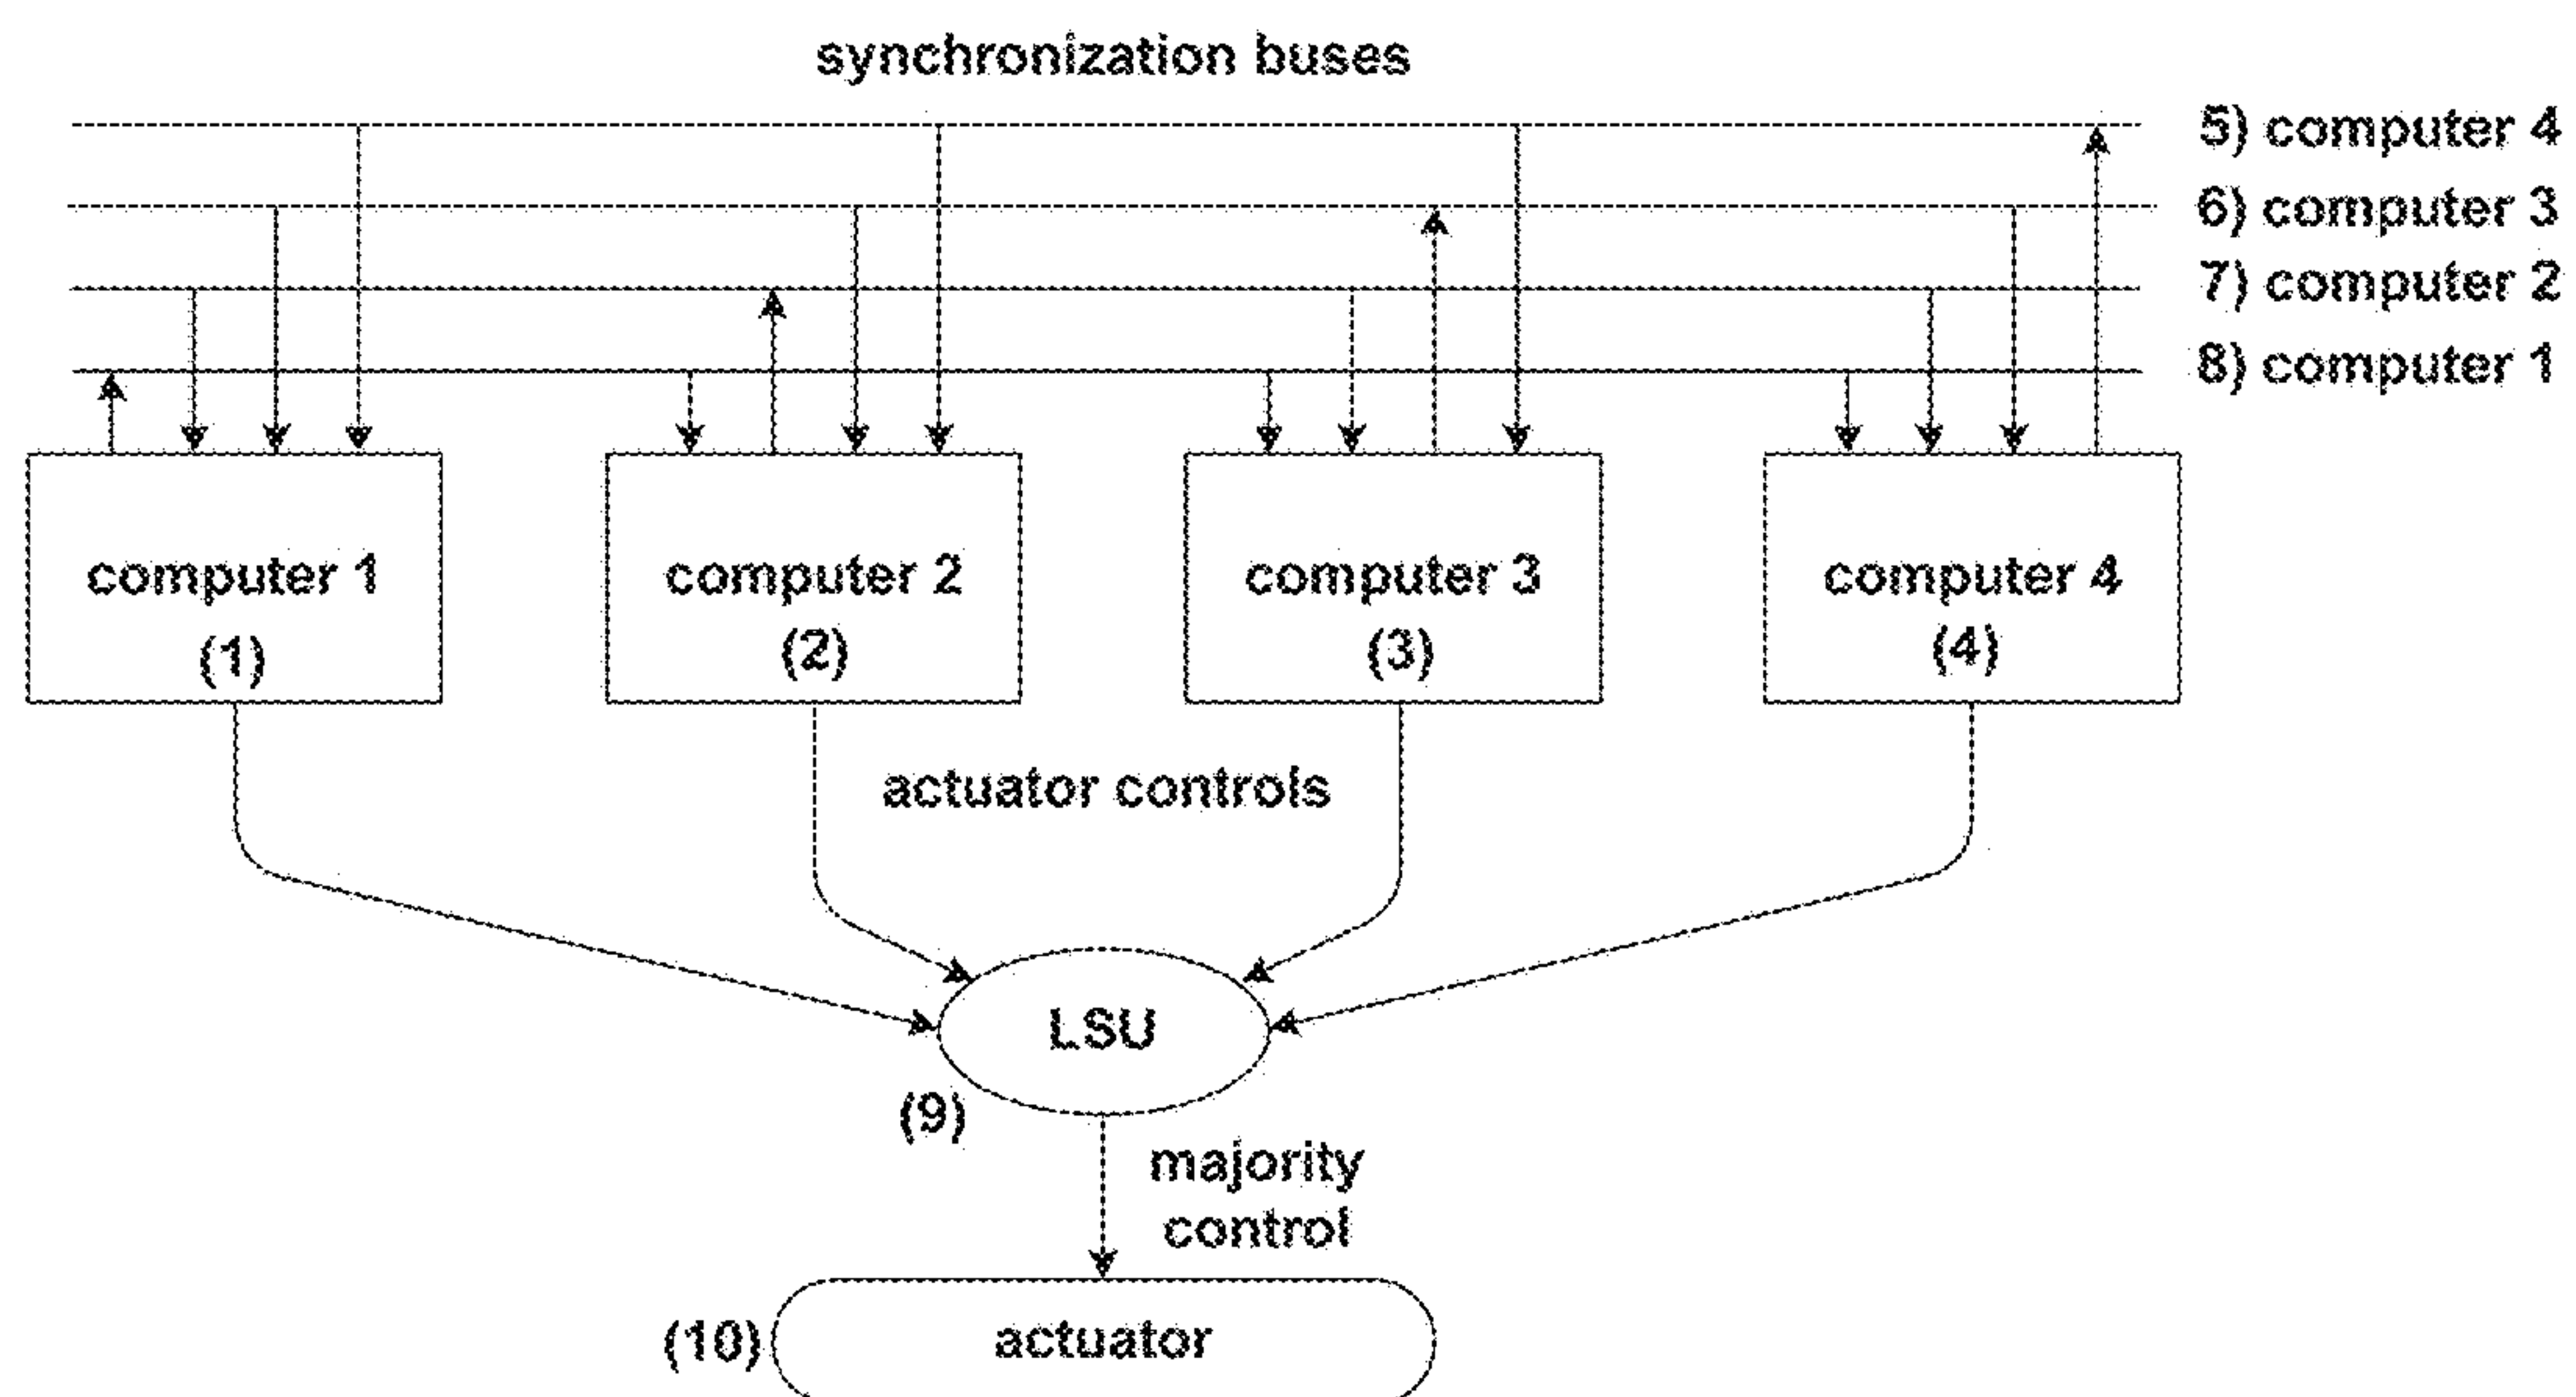 synchronization buses
5) computer 4
6) computer 3
7) computer 2
8) computer 1
computer 1
(1)
computer 2
(2)
computer 3
(3)
computer 4
(4)
actuator controls
LSU
(9)
majority
control
(10)
actuator